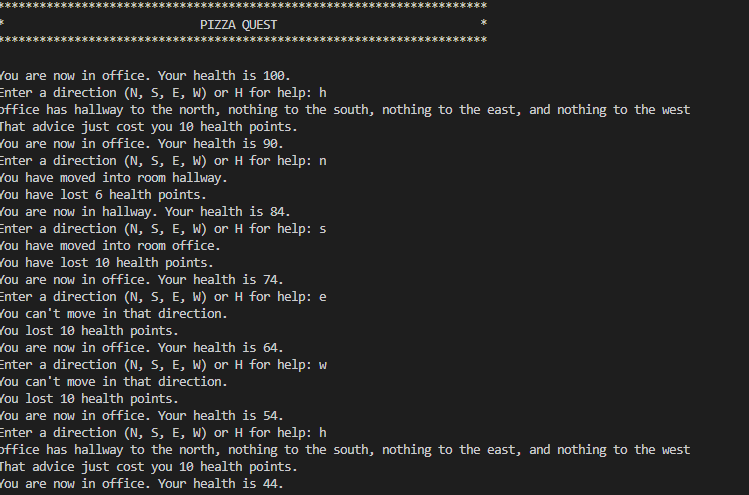 **********************************************************************
*                            PIZZA QUEST                             *
**********************************************************************
You are now in office. Your health is 100.
Enter a direction (N, S, E, W) or H for help: h
office has hallway to the north, nothing to the south, nothing to the east, and nothing to the west
That advice just cost you 10 health points.
You are now in office. Your health is 90.
Enter a direction (N, S, E, W) or H for help: n
You have moved into room hallway.
You have lost 6 health points.
You are now in hallway. Your health is 84.
Enter a direction (N, S, E, W) or H for help: s
You have moved into room office.
You have lost 10 health points.
You are now in office. Your health is 74.
Enter a direction (N, S, E, W) or H for help: e
You can't move in that direction.
You lost 10 health points.
You are now in office. Your health is 64.
Enter a direction (N, S, E, W) or H for help: w
You can't move in that direction.
You lost 10 health points.
You are now in office. Your health is 54.
Enter a direction (N, S, E, W) or H for help: h
office has hallway to the north, nothing to the south, nothing to the east, and nothing to the west
That advice just cost you 10 health points.
You are now in office. Your health is 44.